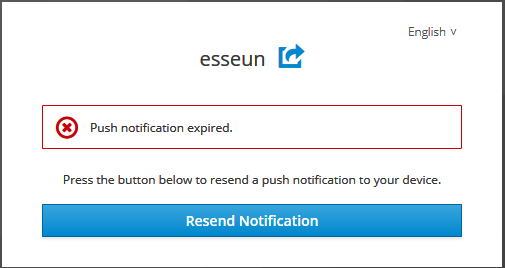 English v
esseun
Push notification expired.
Press the button below to resend a push notification to your device.
Resend Notification